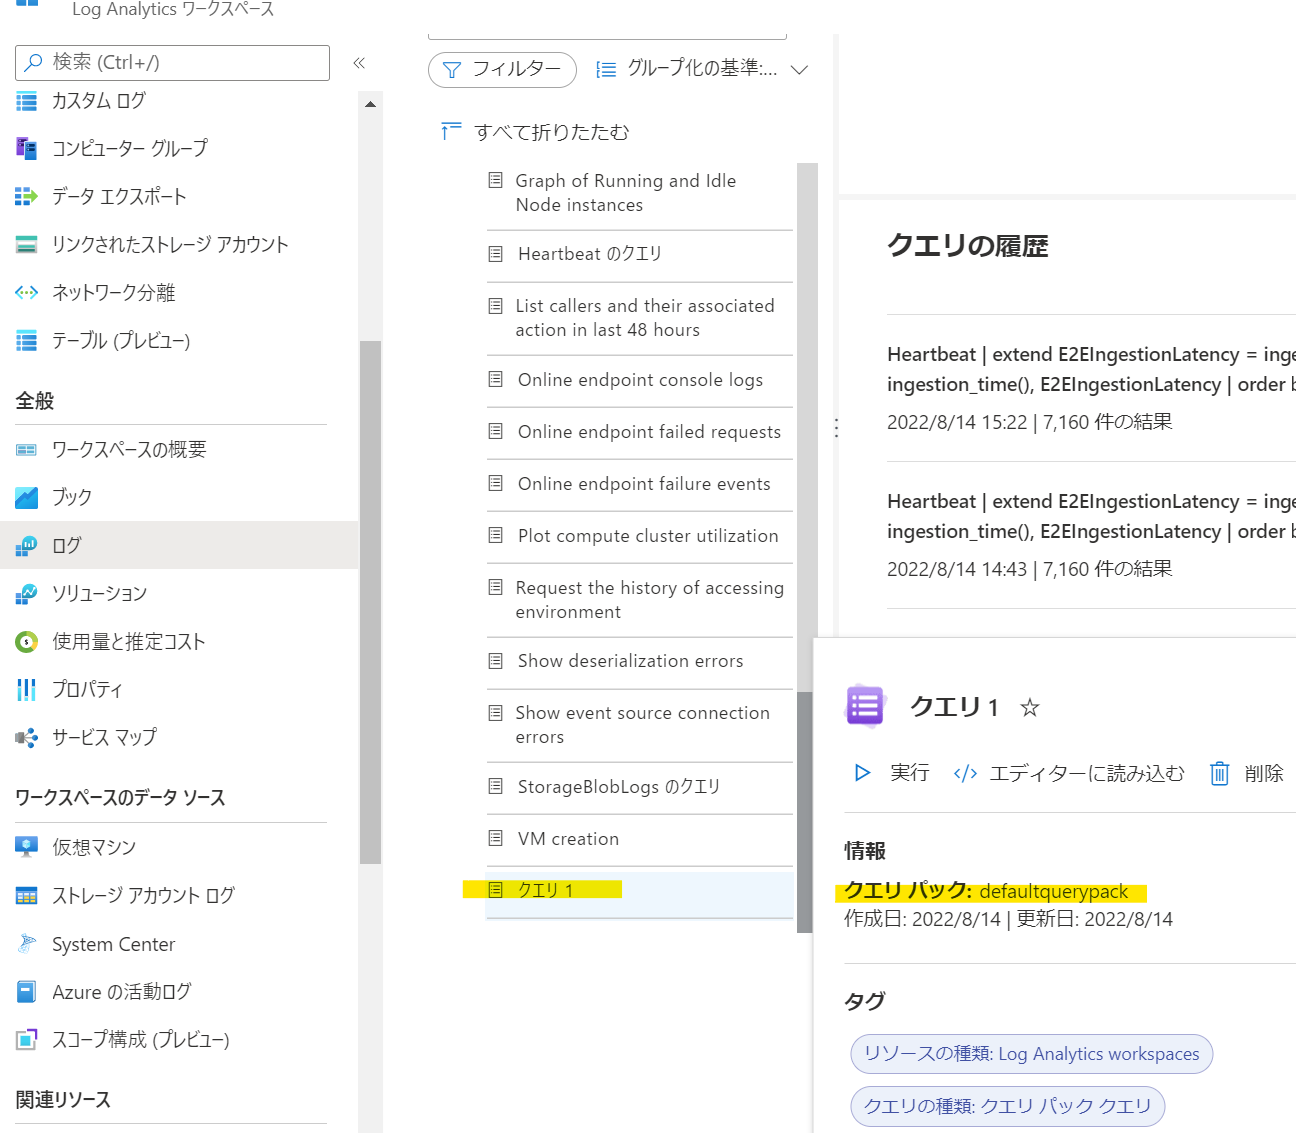 Log Analytics ワークスペース
検索 (Ctrl+/)
«
カスタム ログ
コンピューター グループ
データ エクスポート
リンクされたストレージ アカウント
ネットワーク分離
テーブル (プレビュー)
全般
ワークスペースの概要
ブック
ログ
ソリューション
使用量と推定コスト
プロパティ
サービス マップ
ワークスペースのデータ ソース
仮想マシン
ストレージ アカウント ログ
System Center
Azure の活動ログ
スコープ構成 (プレビュー)
関連リソース
フィルター
グループ化の基準:...
すべて折りたたむ
Graph of Running and Idle
Node instances
Heartbeat のクエリ
List callers and their associated
action in last 48 hours
Online endpoint console logs
Online endpoint failed requests
Online endpoint failure events
Plot compute cluster utilization
Request the history of accessing
environment
Show deserialization errors
Show event source connection
errors
StorageBlobLogs のクエリ
VM creation
クエリ 1
クエリの履歴
Heartbeat | extend E2EIngestionLatency = inge
ingestion_time(), E2EIngestionLatency | order b
2022/8/14 15:22 | 7,160 件の結果
Heartbeat | extend E2EIngestionLatency = inge
ingestion_time(), E2EIngestionLatency | order b
2022/8/14 14:43 | 7,160 件の結果
クエリ 1
実行
エディターに読み込む
削除
情報
クエリ パック: defaultquerypack
作成日: 2022/8/14 | 更新日: 2022/8/14
タグ
リソースの種類: Log Analytics workspaces
クエリの種類: クエリ パック クエリ